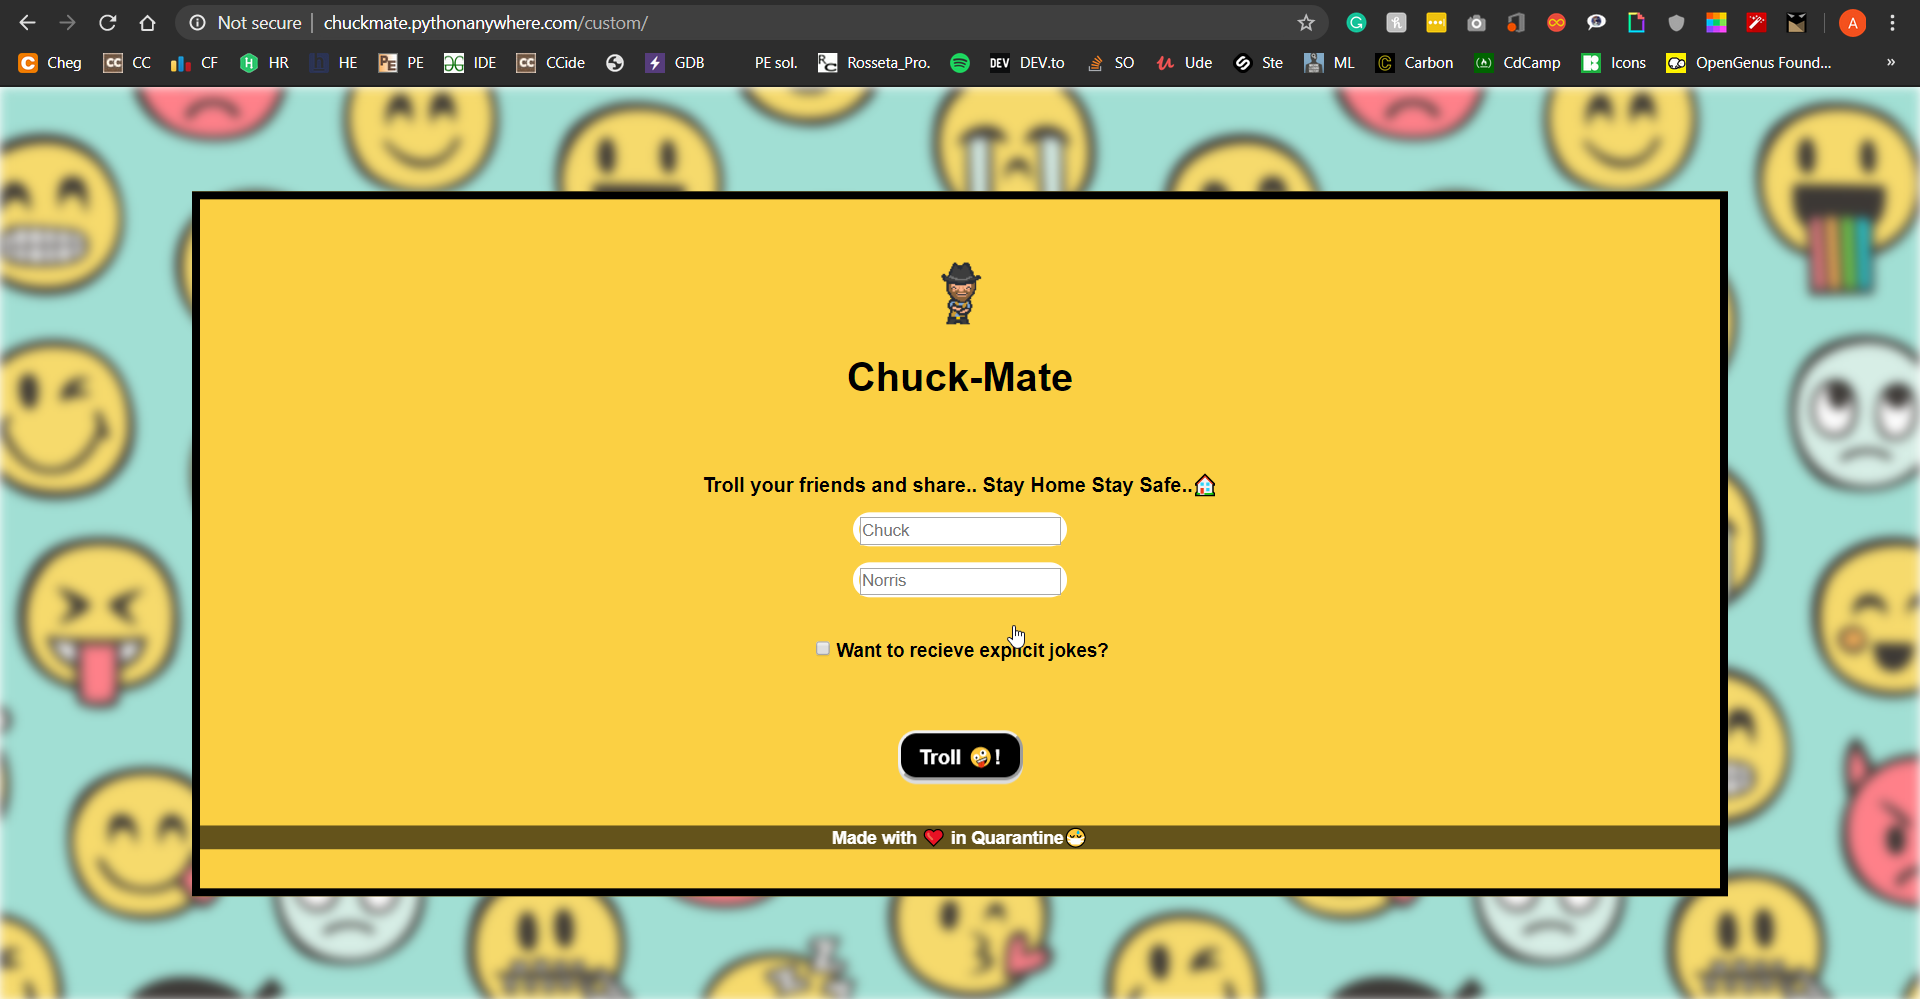 Not secure | chuckmate.pythonanywhere.com/custom/
Cheg CC CF HR HE PE IDE CCide GDB PE sol. Rosseta_Pro. DEV DEV.to SO Ude Ste ML Carbon CdCamp Icons OpenGenus Found... »
Chuck-Mate
Troll your friends and share.. Stay Home Stay Safe..🏠
Chuck
Norris
Want to recieve explicit jokes?
Troll 🤪!
Made with ❤️ in Quarantine😷